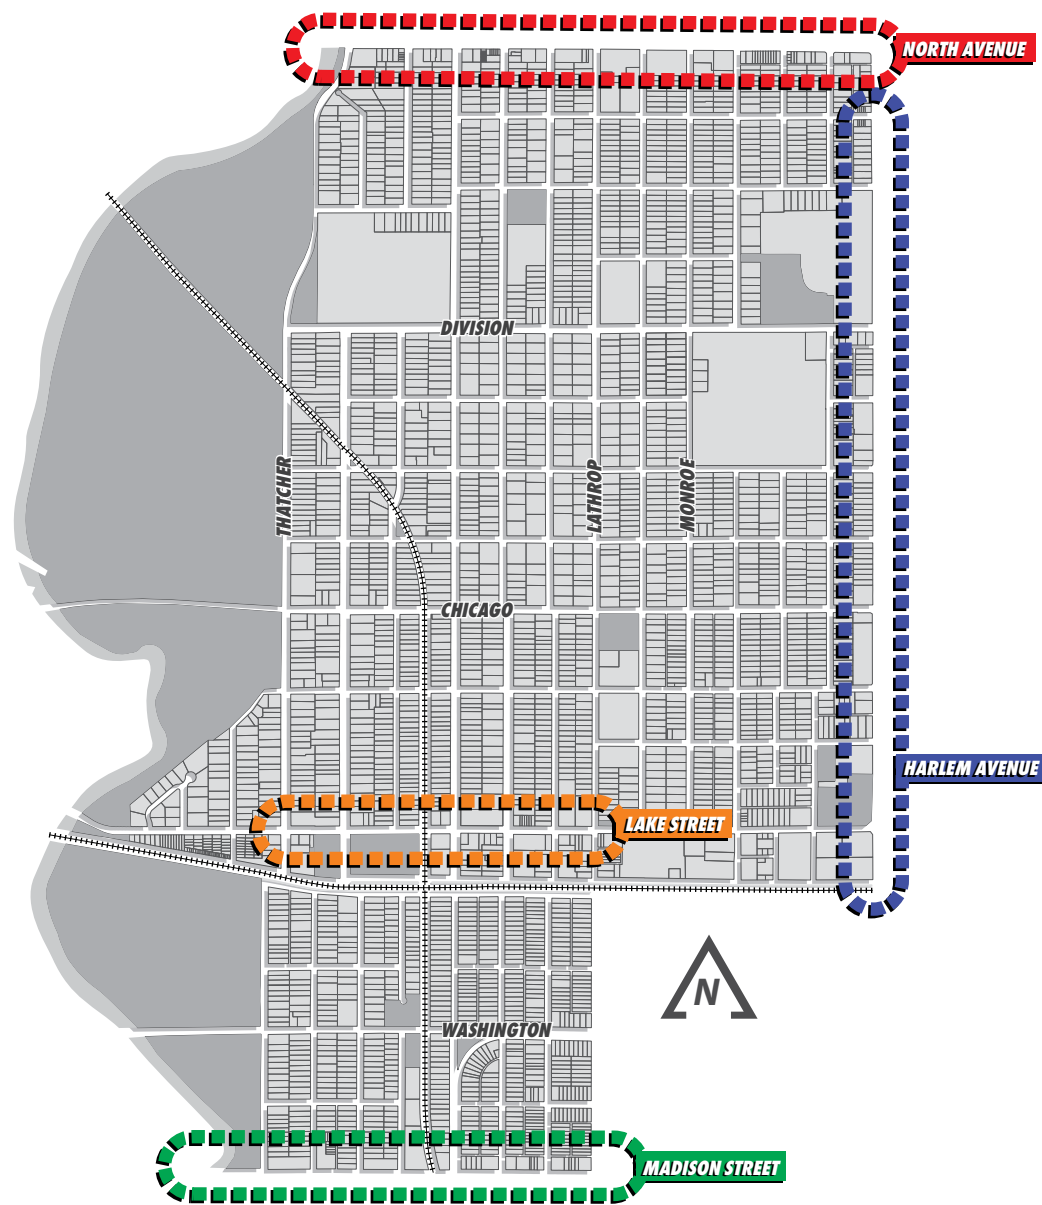 NORTH AVENUE
DIVISION
THATCHER
LATHROP
MONROE
CHICAGO
HARLEM AVENUE
LAKE STREET
N
WASHINGTON
MADISON STREET